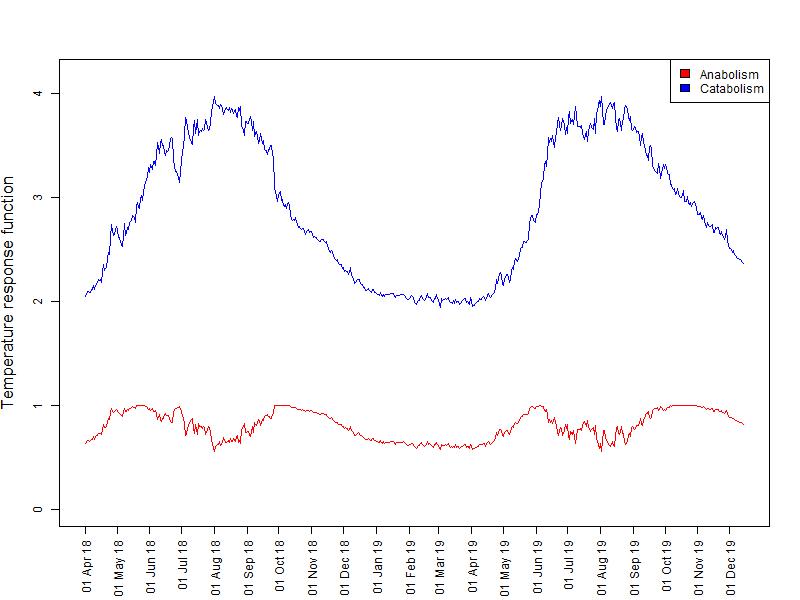 Anabolism
Catabolism
Temperature response function
4
3
2
1
0
01 Apr 18
01 May 18
01 Jun 18
01 Jul 18
01 Aug 18
01 Sep 18
01 Oct 18
01 Nov 18
01 Dec 18
01 Jan 19
01 Feb 19
01 Mar 19
01 Apr 19
01 May 19
01 Jun 19
01 Jul 19
01 Aug 19
01 Sep 19
01 Oct 19
01 Nov 19
01 Dec 19